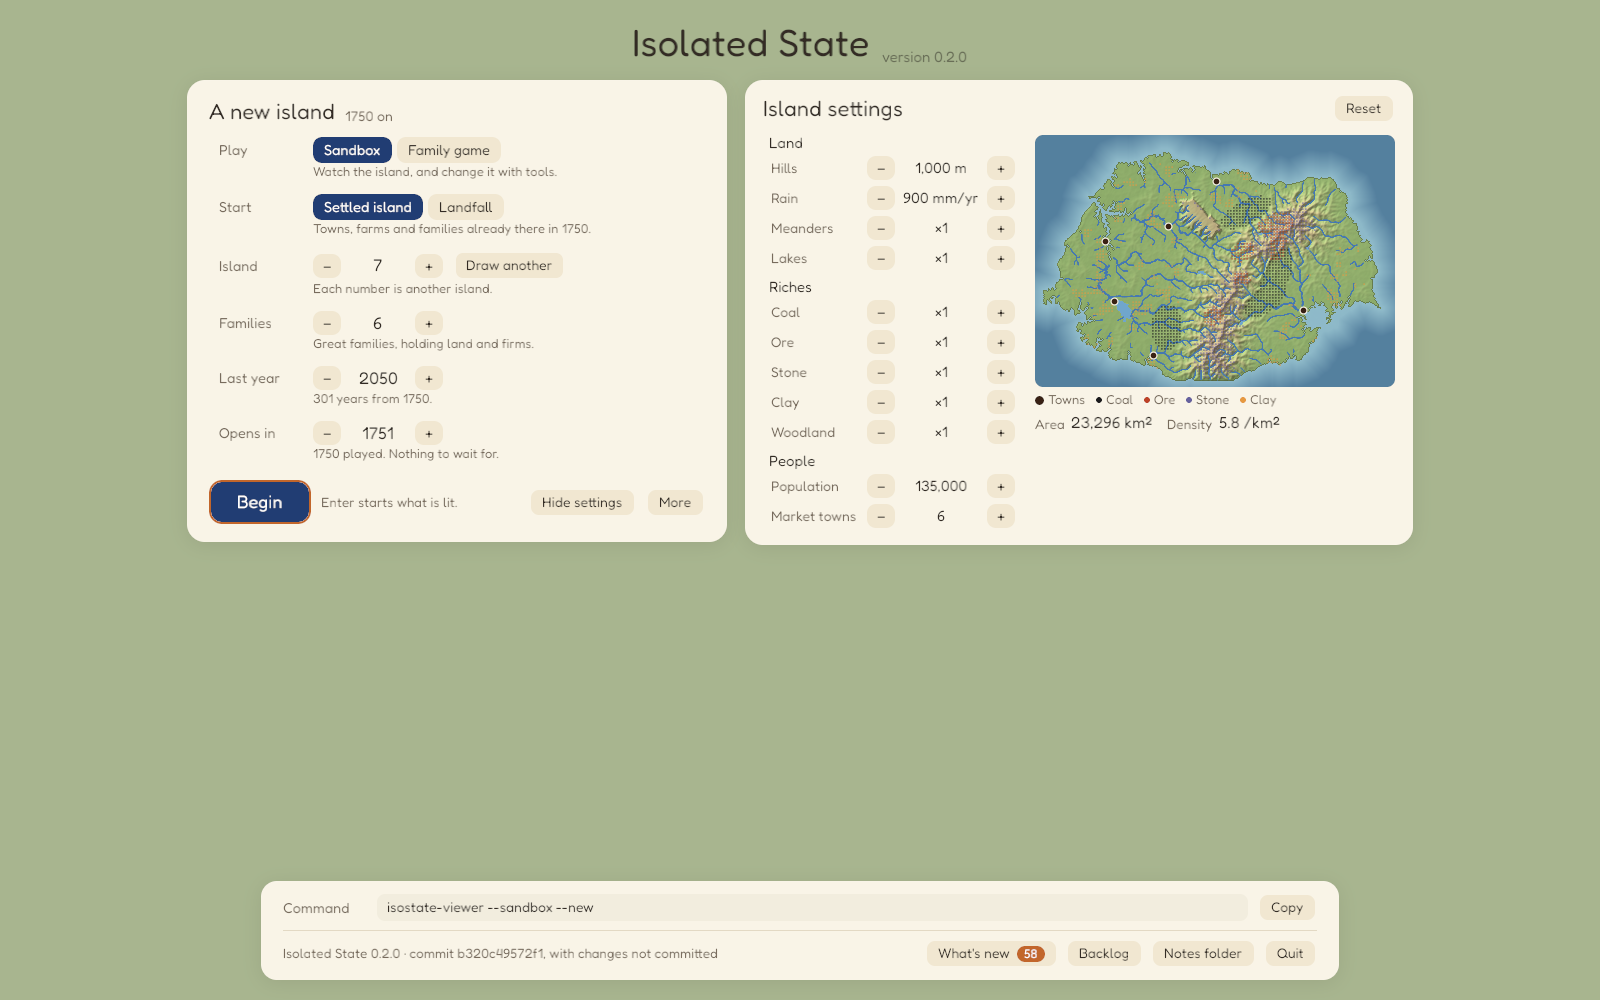 Isolated State version 0.2.0
A new island 1750 on
Play Sandbox Family game
Watch the island, and change it with tools.
Start Settled island Landfall
Towns, farms and families already there in 1750.
Island – 7 + Draw another
Each number is another island.
Families – 6 +
Great families, holding land and firms.
Last year – 2050 +
301 years from 1750.
Opens in – 1751 +
1750 played. Nothing to wait for.
Begin Enter starts what is lit. Hide settings More
Island settings Reset
Land
Hills – 1,000 m +
Rain – 900 mm/yr +
Meanders – ×1 +
Lakes – ×1 +
Riches
Coal – ×1 +
Ore – ×1 +
Stone – ×1 +
Clay – ×1 +
Woodland – ×1 +
People
Population – 135,000 +
Market towns – 6 +
Towns Coal Ore Stone Clay
Area 23,296 km² Density 5.8 /km²
Command isostate-viewer --sandbox --new Copy
Isolated State 0.2.0 · commit b320c49572f1, with changes not committed What's new 58 Backlog Notes folder Quit